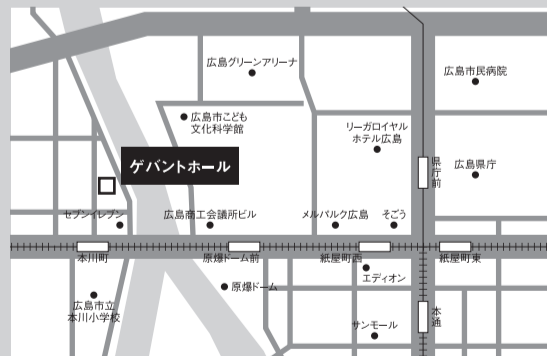 広島グリーンアリーナ
広島市民病院
広島市こども
文化科学館
リーガロイヤル
ホテル広島
ゲバントホール
県庁前
広島県庁
セブンイレブン
広島商工会議所ビル
メルパルク広島
そごう
本川町
原爆ドーム前
紙屋町西
紙屋町東
エディオン
原爆ドーム
広島市立
本川小学校
本通
サンモール